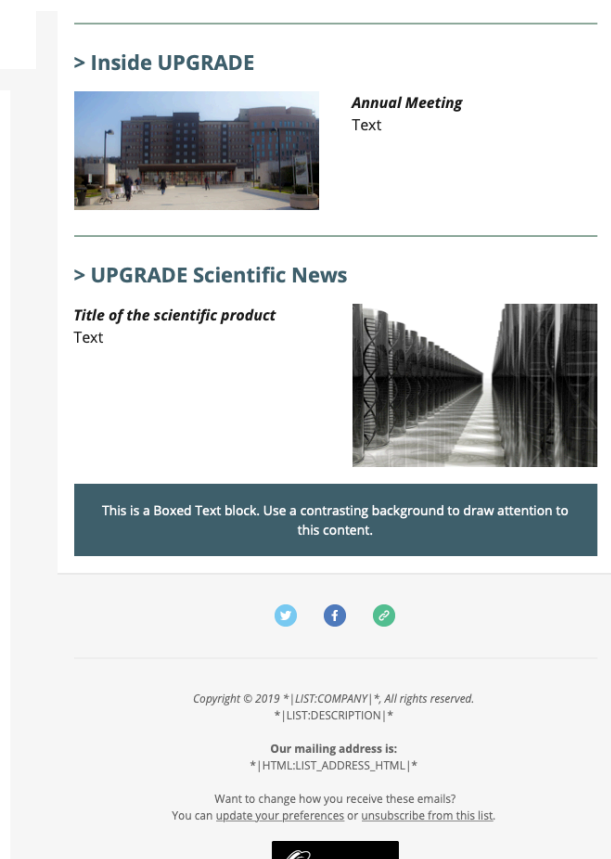 > Inside UPGRADE
Annual Meeting
Text
> UPGRADE Scientific News
Title of the scientific product
Text
This is a Boxed Text block. Use a contrasting background to draw attention to
this content.
Copyright © 2019 *|LIST:COMPANY|*, All rights reserved.
*|LIST:DESCRIPTION|*
Our mailing address is:
*|HTML:LIST_ADDRESS_HTML|*
Want to change how you receive these emails?
You can update your preferences or unsubscribe from this list.